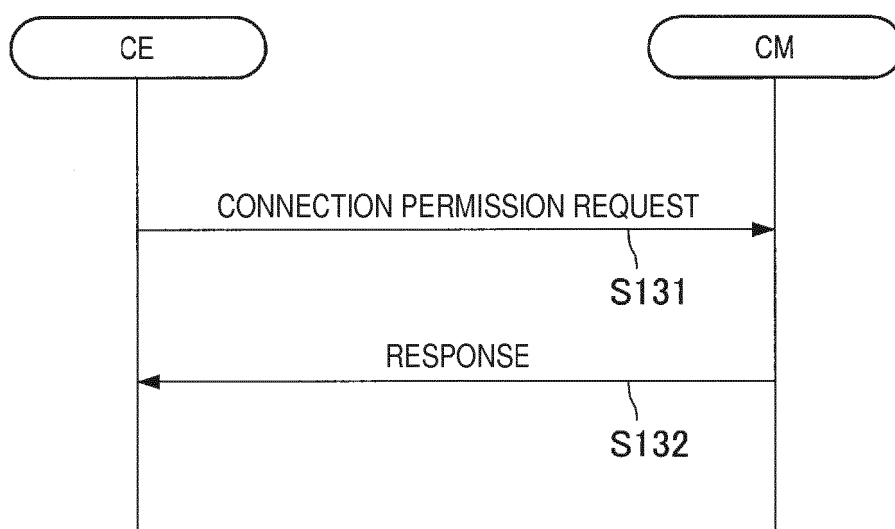 CE
CM
CONNECTION PERMISSION REQUEST
S131
RESPONSE
S132